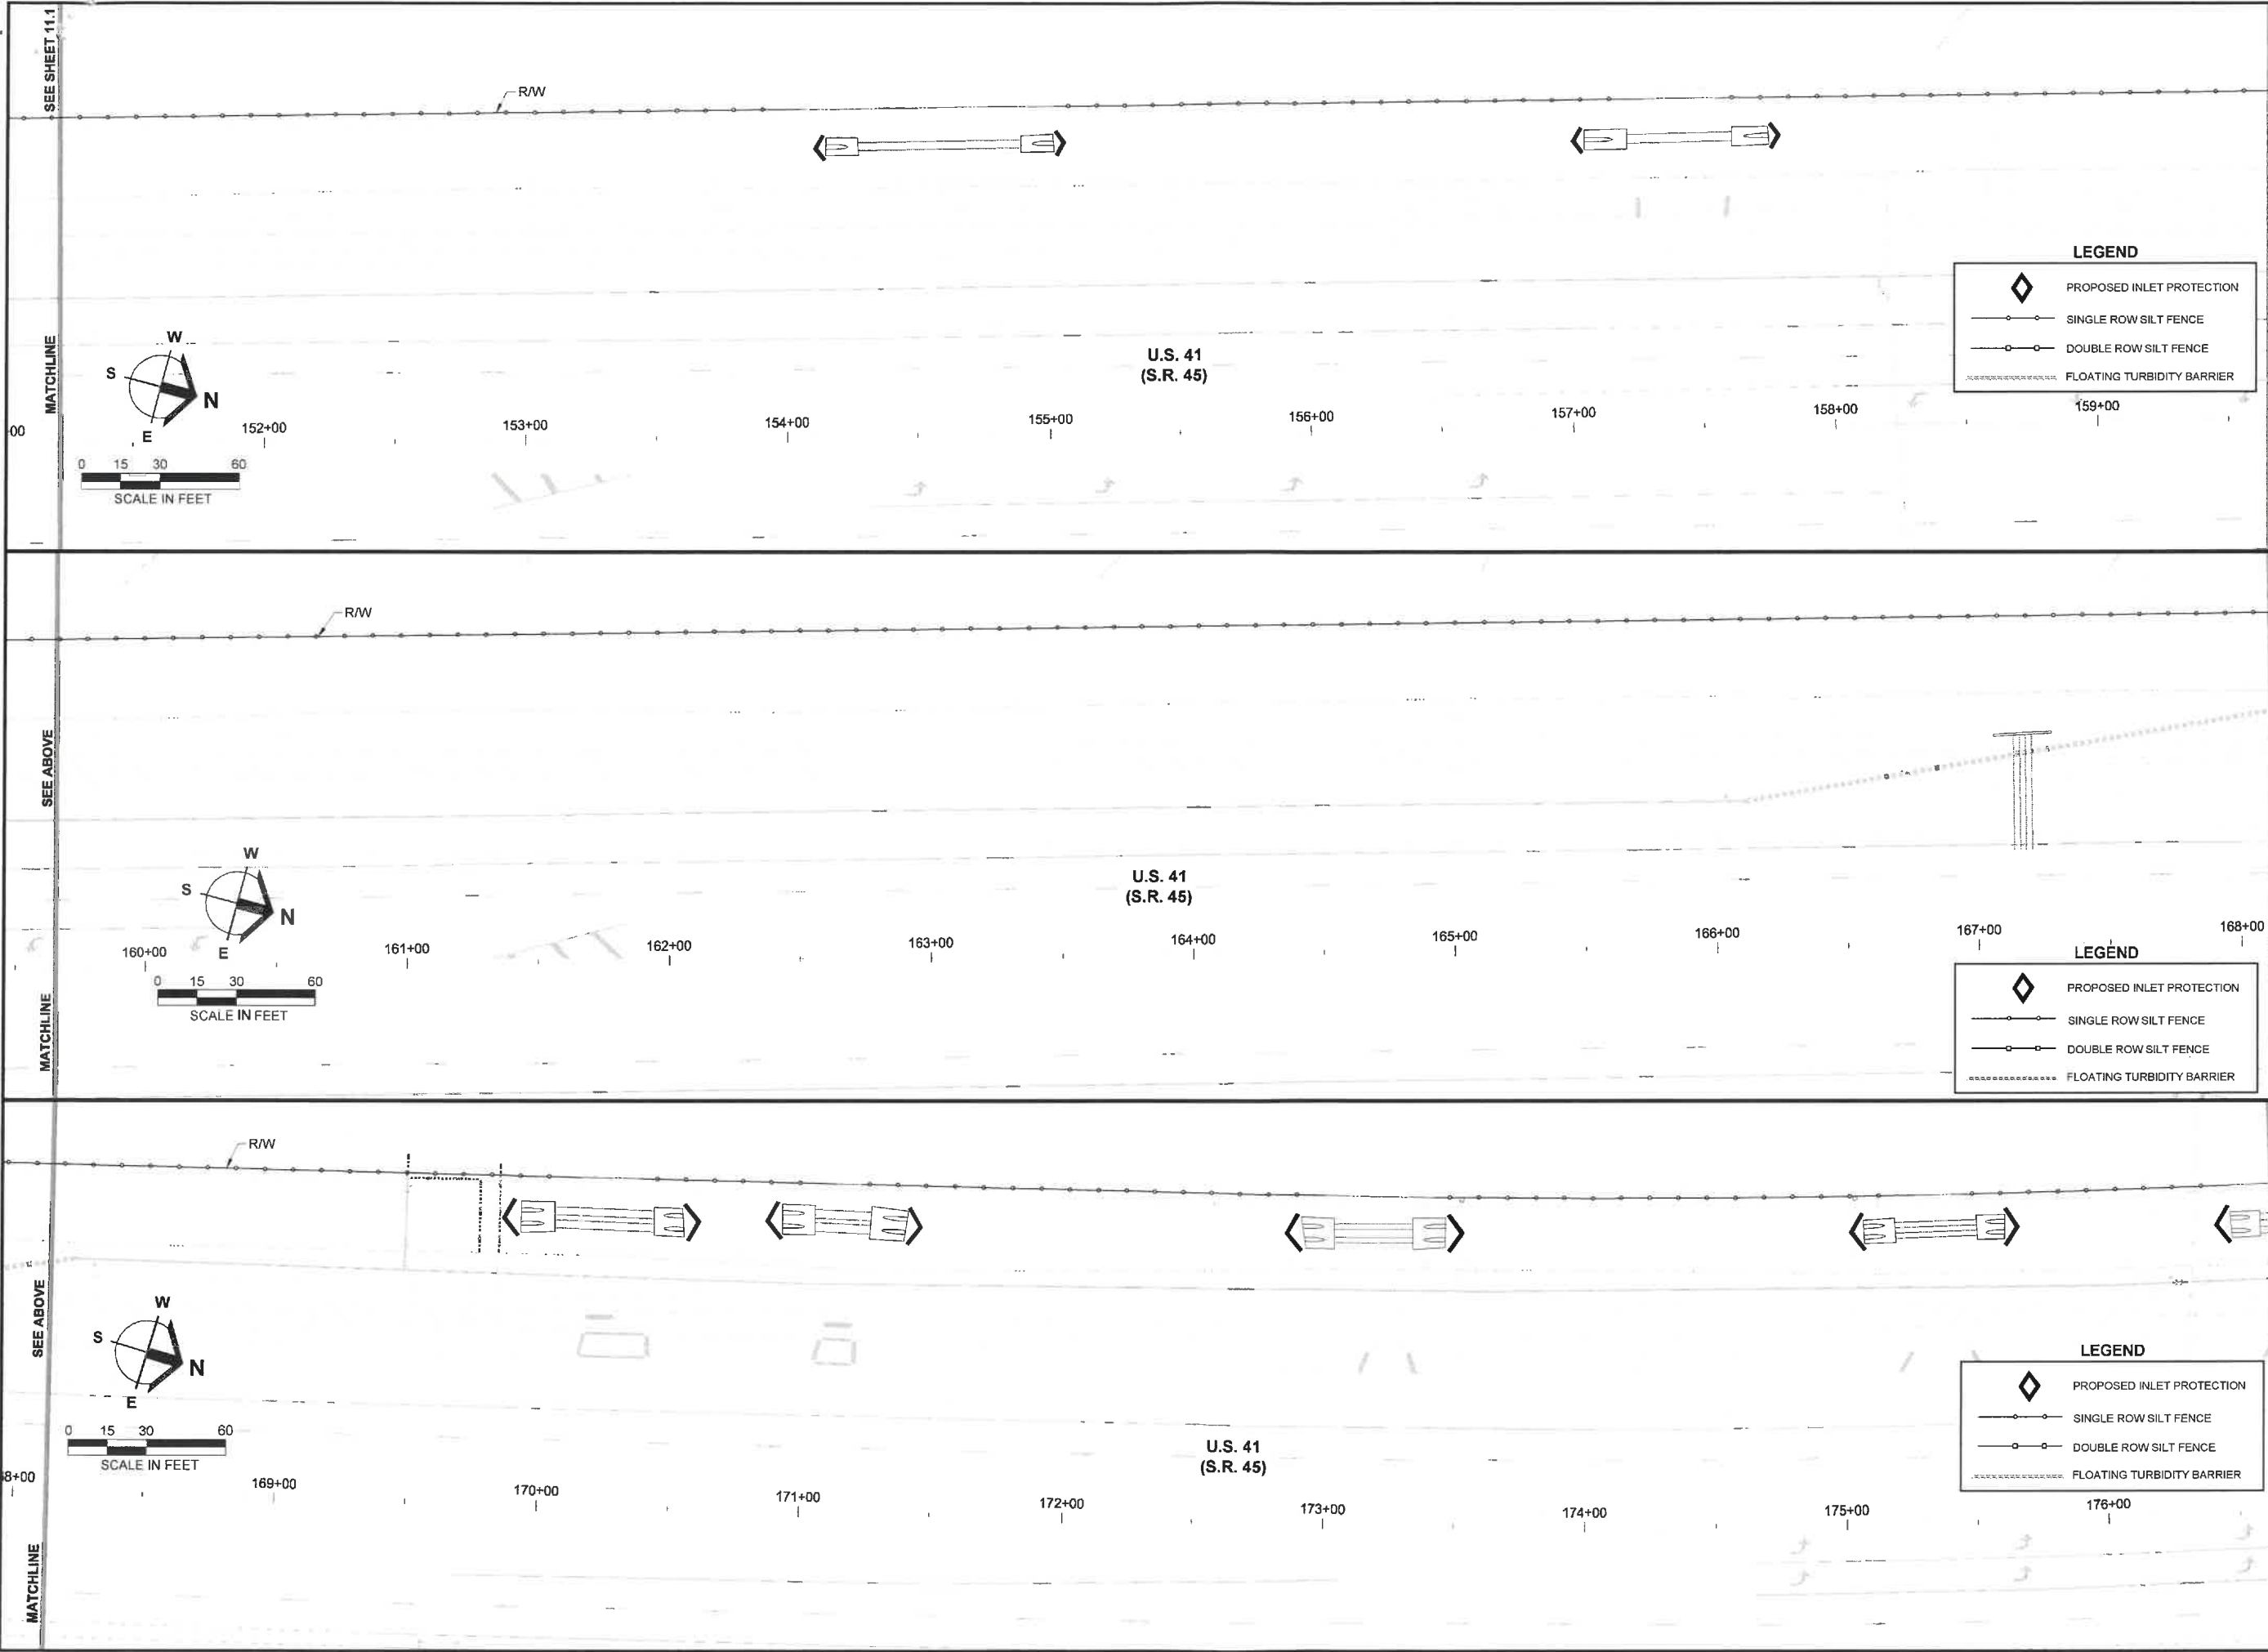 SEE SHEET 11.1
MATCHLINE
R/W
W
S
N
E
U.S. 41
(S.R. 45)
00
152+00
153+00
154+00
155+00
156+00
157+00
158+00
159+00
0 15 30 60
SCALE IN FEET
LEGEND
PROPOSED INLET PROTECTION
SINGLE ROW SILT FENCE
DOUBLE ROW SILT FENCE
FLOATING TURBIDITY BARRIER
SEE ABOVE
MATCHLINE
R/W
W
S
N
E
U.S. 41
(S.R. 45)
160+00
161+00
162+00
163+00
164+00
165+00
166+00
167+00
168+00
0 15 30 60
SCALE IN FEET
LEGEND
PROPOSED INLET PROTECTION
SINGLE ROW SILT FENCE
DOUBLE ROW SILT FENCE
FLOATING TURBIDITY BARRIER
SEE ABOVE
MATCHLINE
R/W
W
S
N
E
0 15 30 60
SCALE IN FEET
U.S. 41
(S.R. 45)
8+00
169+00
170+00
171+00
172+00
173+00
174+00
175+00
176+00
LEGEND
PROPOSED INLET PROTECTION
SINGLE ROW SILT FENCE
DOUBLE ROW SILT FENCE
FLOATING TURBIDITY BARRIER